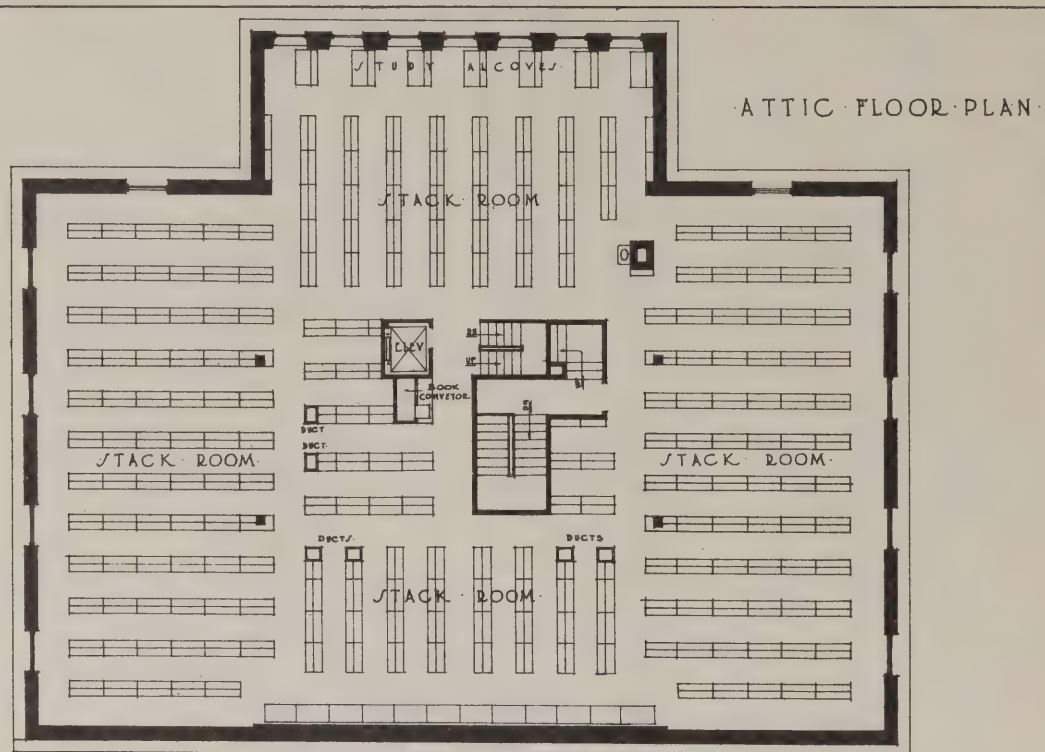 STUDY ALCOVES.
·ATTIC·FLOOR·PLAN·
STACK·ROOM
ELEV
DN
UP
BOOK
CONVEYOR
DUCT
DUCT·
STACK·ROOM·
STACK·ROOM·
DUCTS·
DUCTS
STACK·ROOM·